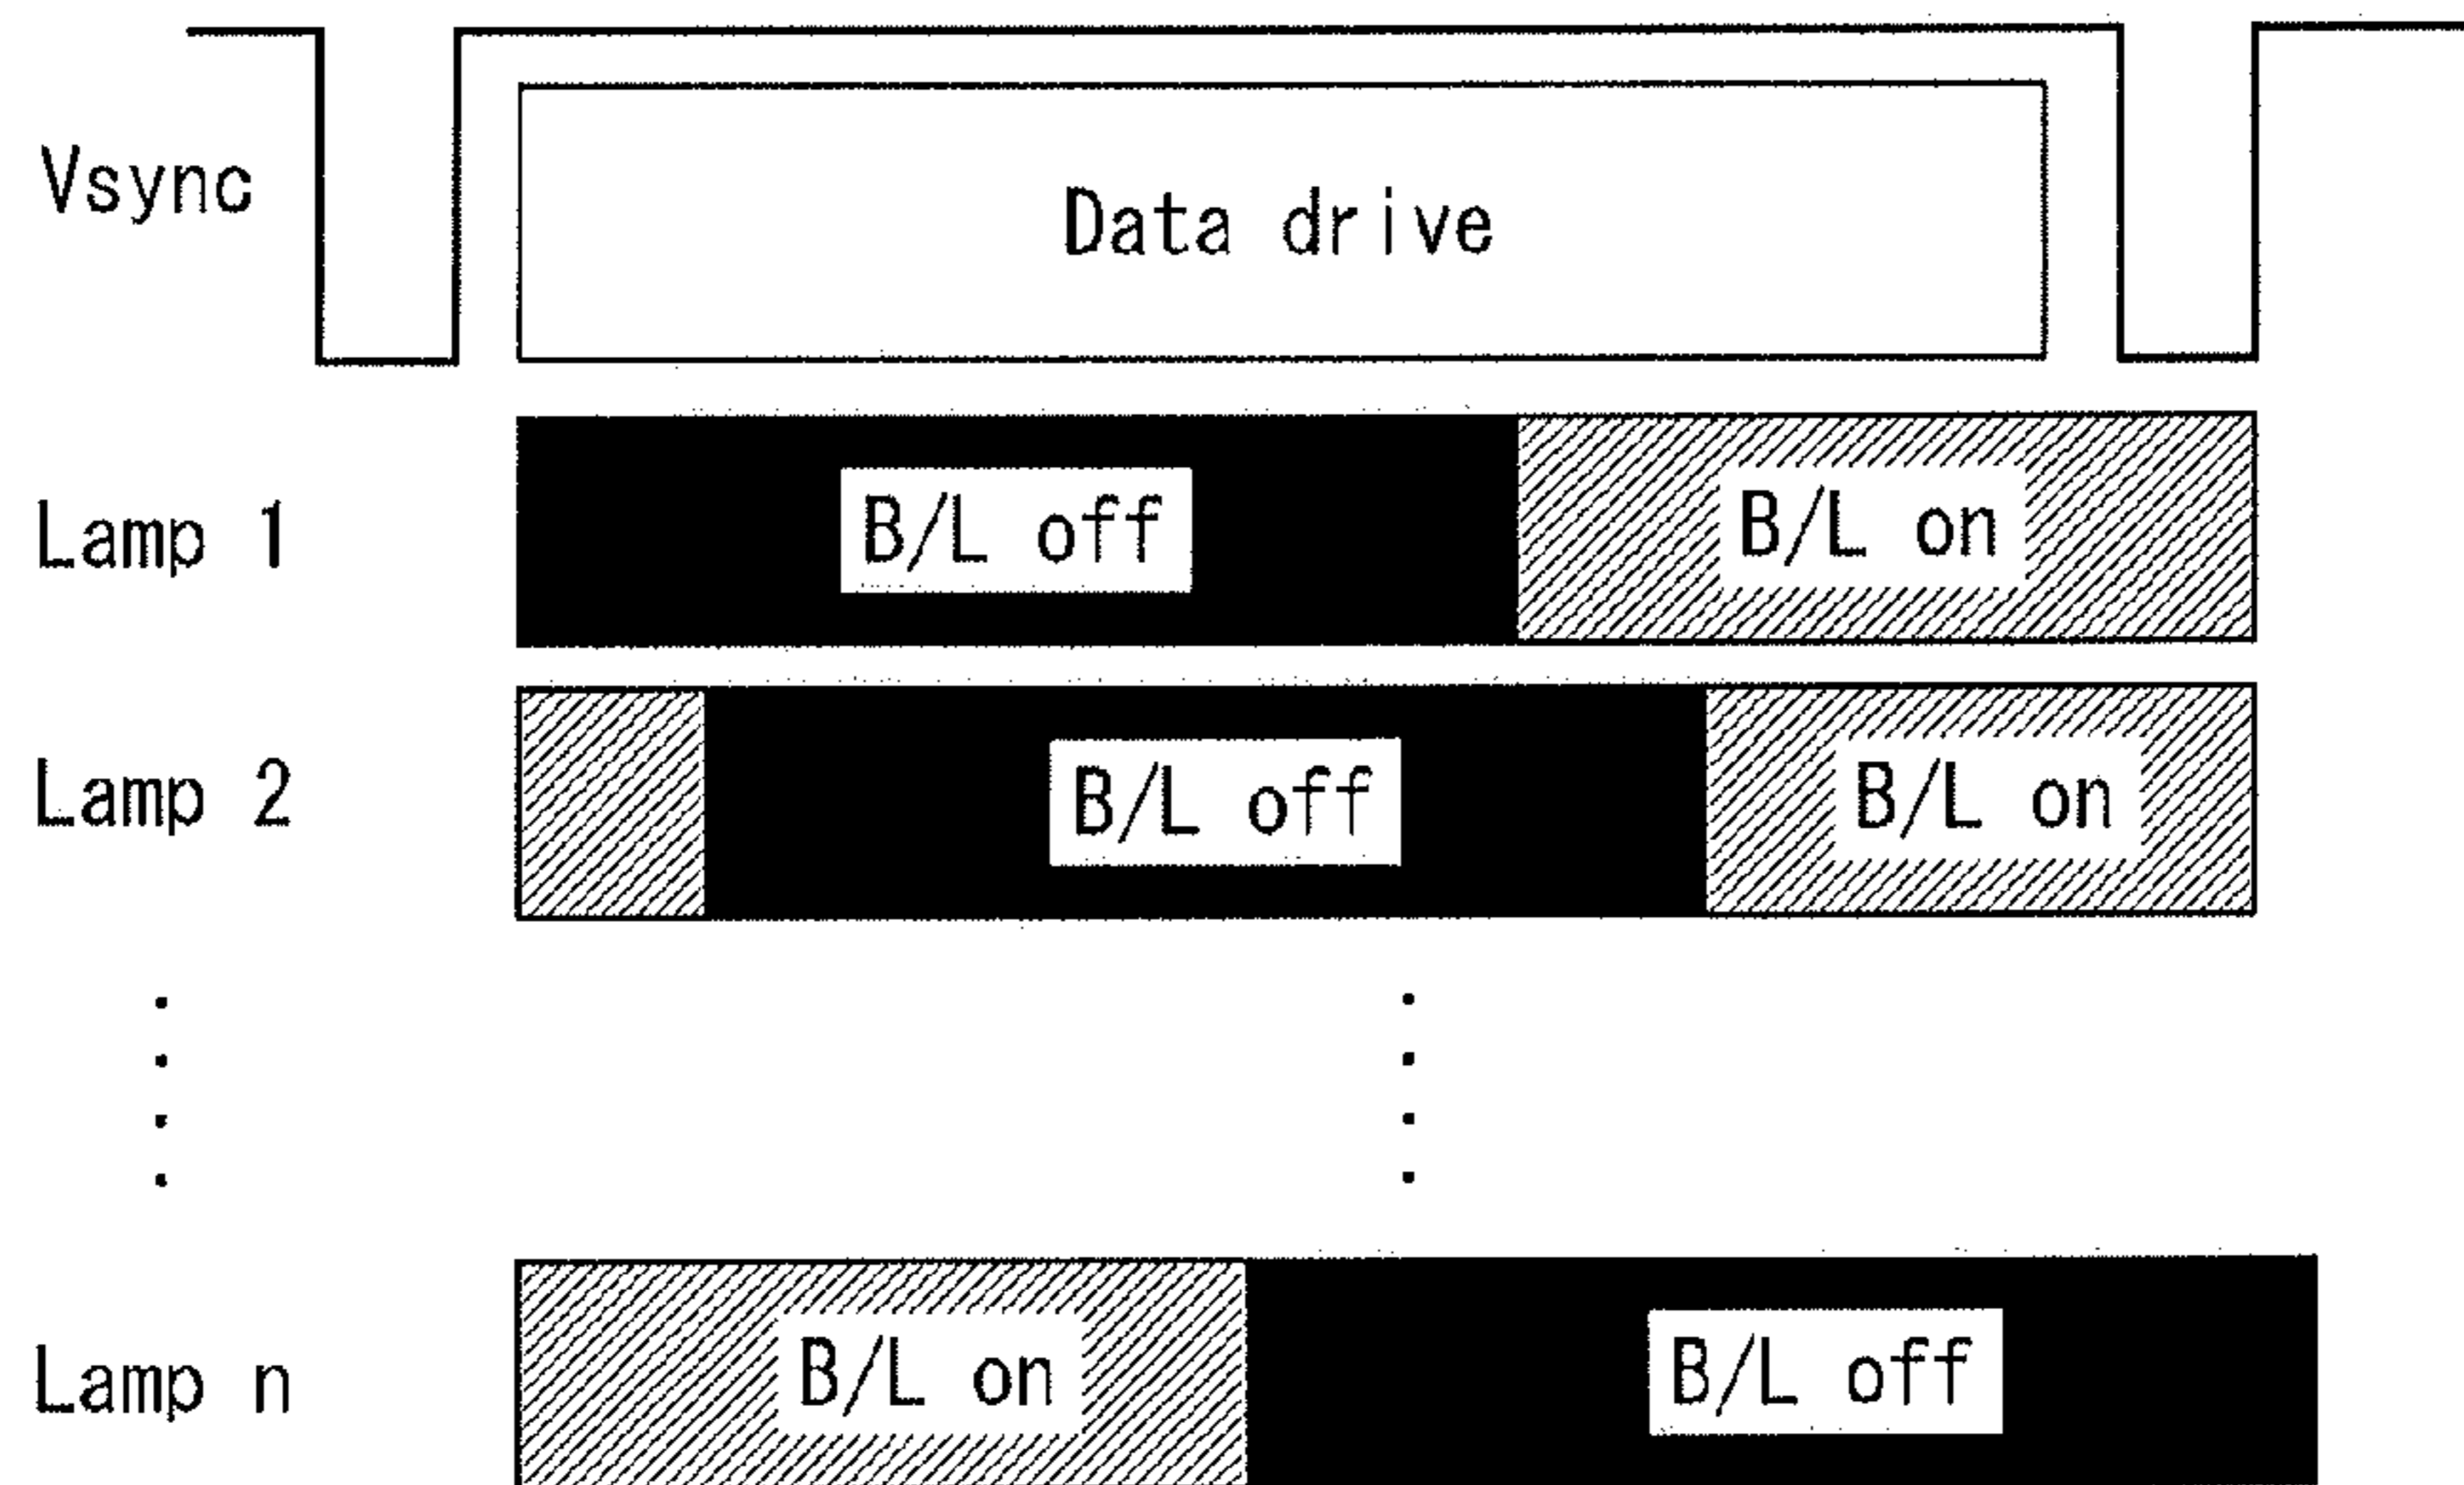 Vsync
Data drive
Lamp 1
B/L off
B/L on
Lamp 2
B/L off
B/L on
Lamp n
B/L on
B/L off